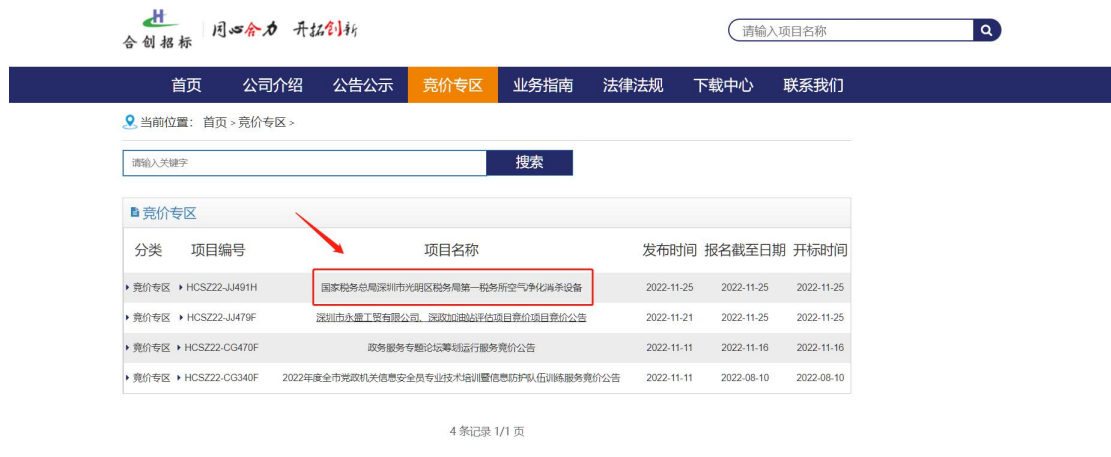 合创招标
同心合力 开拓创新
请输入项目名称
首页 公司介绍 公告公示 竞价专区 业务指南 法律法规 下载中心 联系我们
当前位置： 首页 > 竞价专区 >
请输入关键字 搜索
竞价专区
分类 项目编号 项目名称 发布时间 报名截至日期 开标时间
竞价专区 HCSZ22-JJ491H 国家税务总局深圳市光明区税务局第一税务所空气净化消杀设备 2022-11-25 2022-11-25 2022-11-25
竞价专区 HCSZ22-JJ479F 深圳市永盛工贸有限公司、深政加油站评估项目竞价项目竞价公告 2022-11-21 2022-11-25 2022-11-25
竞价专区 HCSZ22-CG470F 政务服务专题论坛筹划运行服务竞价公告 2022-11-11 2022-11-16 2022-11-16
竞价专区 HCSZ22-CG340F 2022年度全市党政机关信息安全员专业技术培训暨信息防护队伍训练服务竞价公告 2022-11-11 2022-08-10 2022-08-10
4 条记录 1/1 页